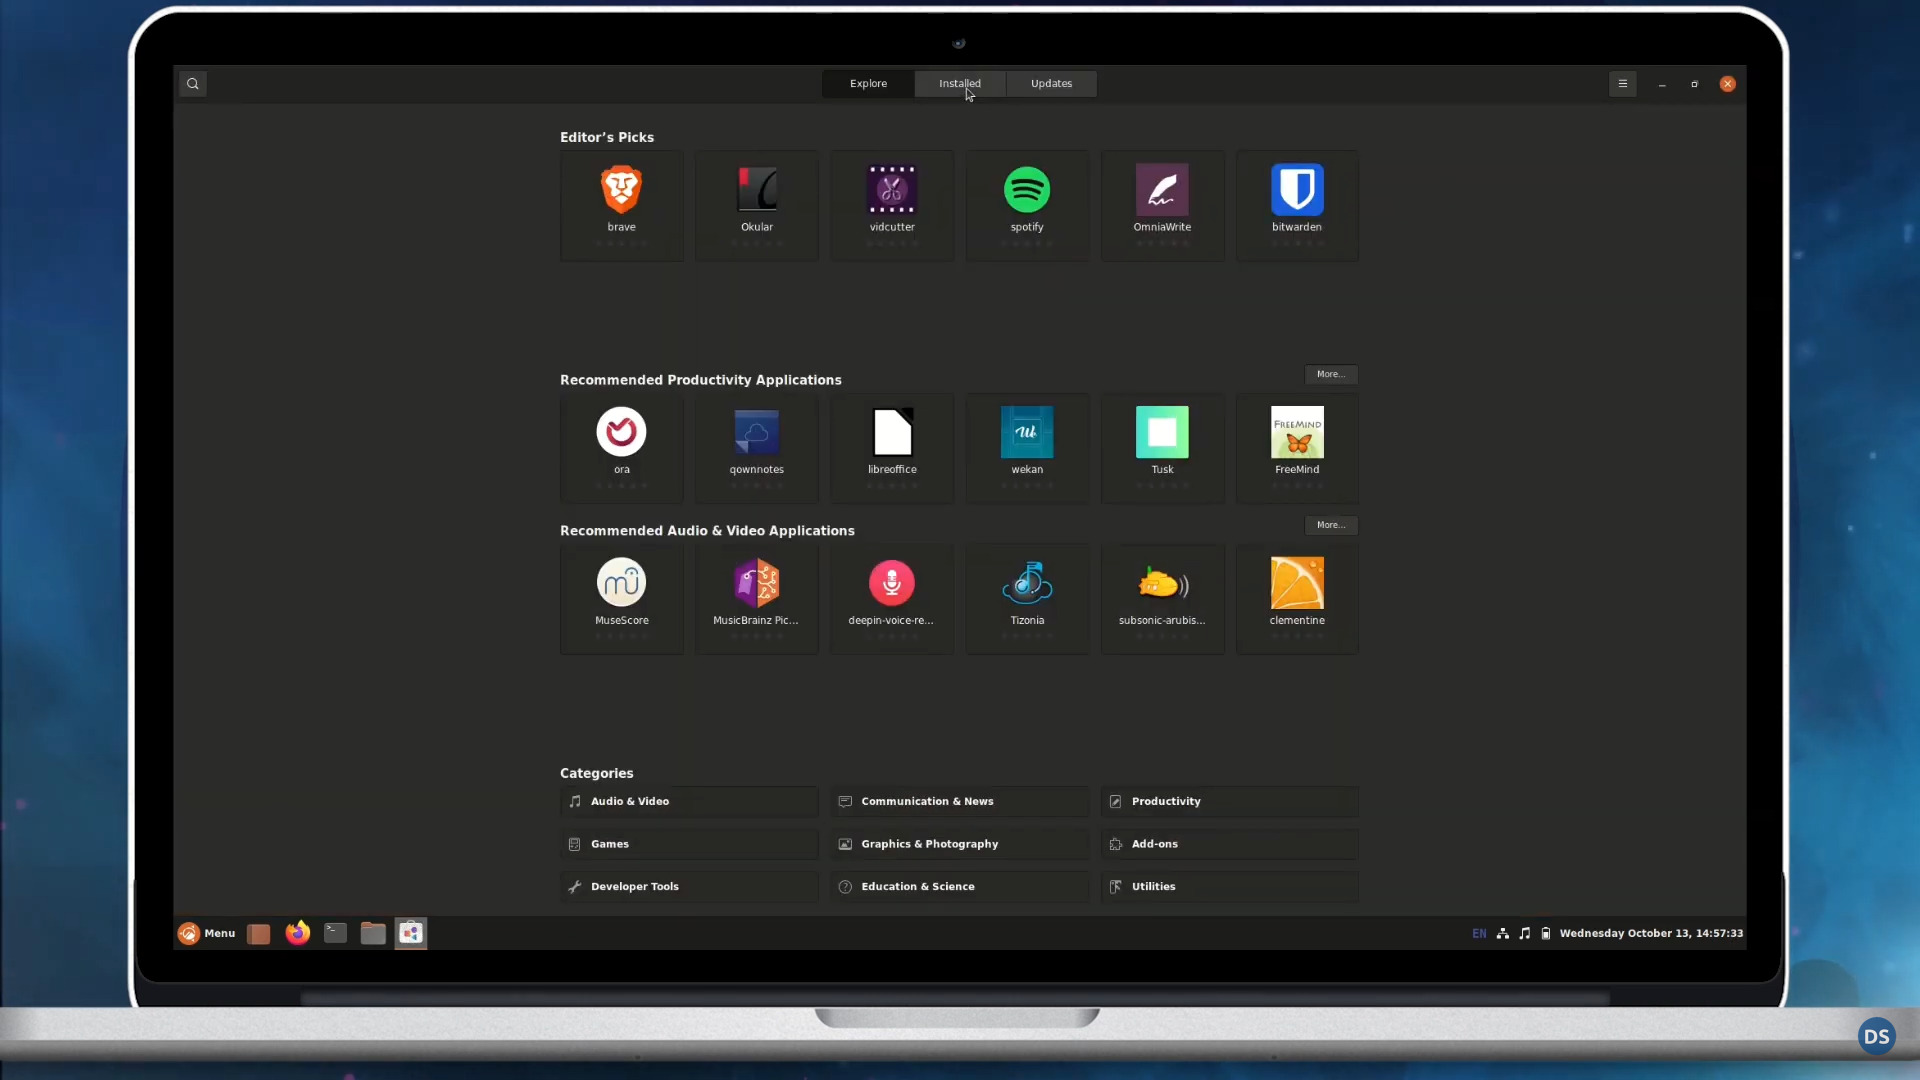 Explore Installed Updates
Editor’s Picks
brave Okular vidcutter spotify OmniaWrite bitwarden
Recommended Productivity Applications More...
ora qownnotes libreoffice wekan Tusk FreeMind
FREEMIND
Recommended Audio & Video Applications More...
MuseScore MusicBrainz Pic... deepin-voice-re... Tizonia subsonic-arubis... clementine
Categories
Audio & Video Communication & News Productivity
Games Graphics & Photography Add-ons
Developer Tools Education & Science Utilities
Menu EN Wednesday October 13, 14:57:33
DS